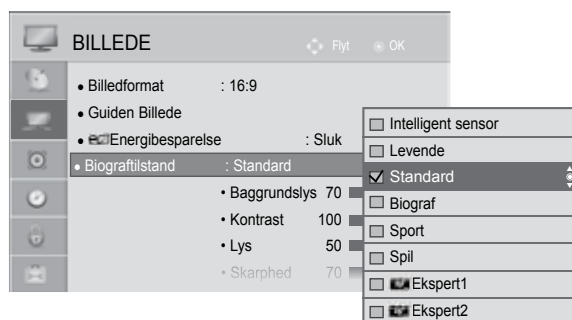 BILLEDE Flyt OK
• Billedformat : 16:9
• Guiden Billede
• Energibesparelse : Sluk
• Biograftilstand : Standard
• Baggrundslys 70
• Kontrast 100
• Lys 50
• Skarphed 70
Intelligent sensor
Levende
Standard
Biograf
Sport
Spil
Ekspert1
Ekspert2